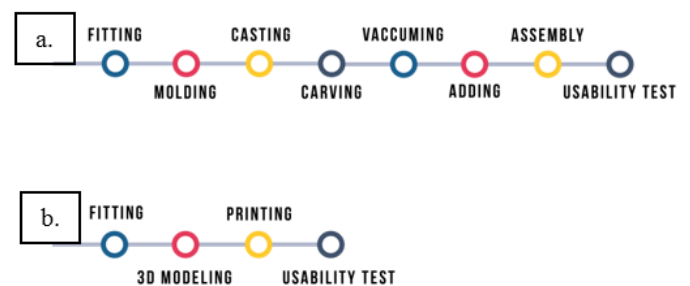 a.
FITTING
CASTING
VACCUMING
ASSEMBLY
MOLDING
CARVING
ADDING
USABILITY TEST
b.
FITTING
PRINTING
3D MODELING
USABILITY TEST